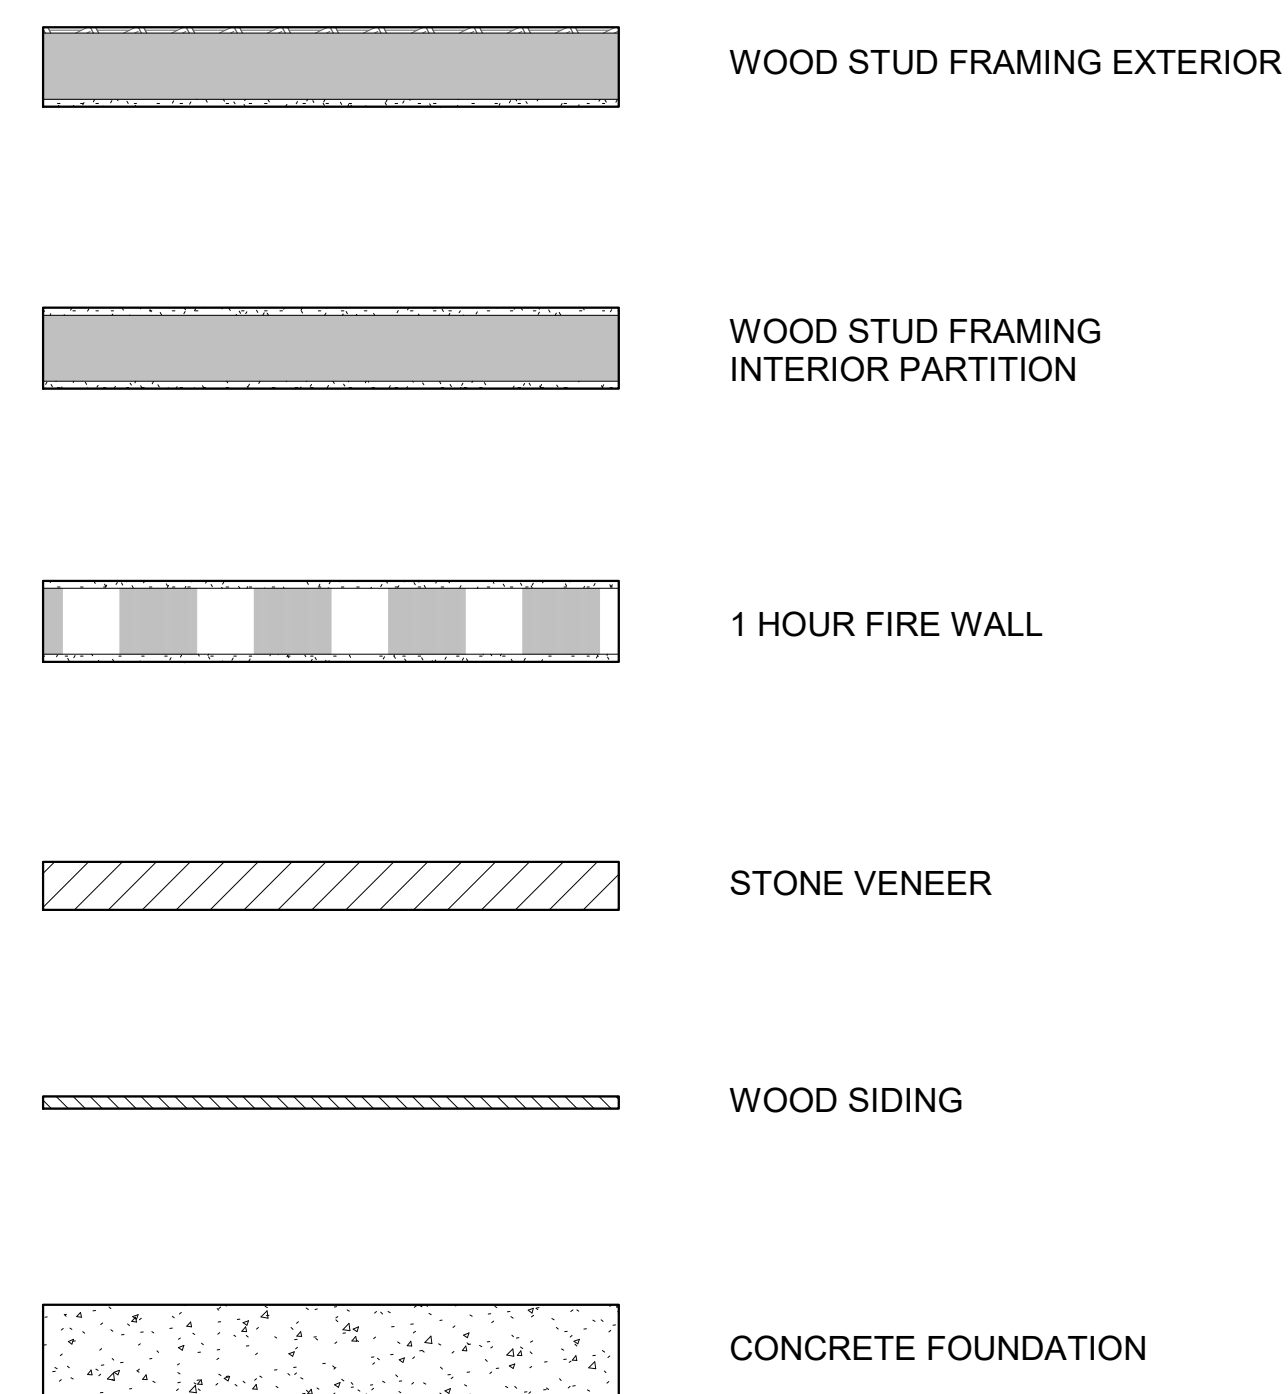 WOOD STUD FRAMING EXTERIOR
WOOD STUD FRAMING
INTERIOR PARTITION
1 HOUR FIRE WALL
STONE VENEER
WOOD SIDING
CONCRETE FOUNDATION